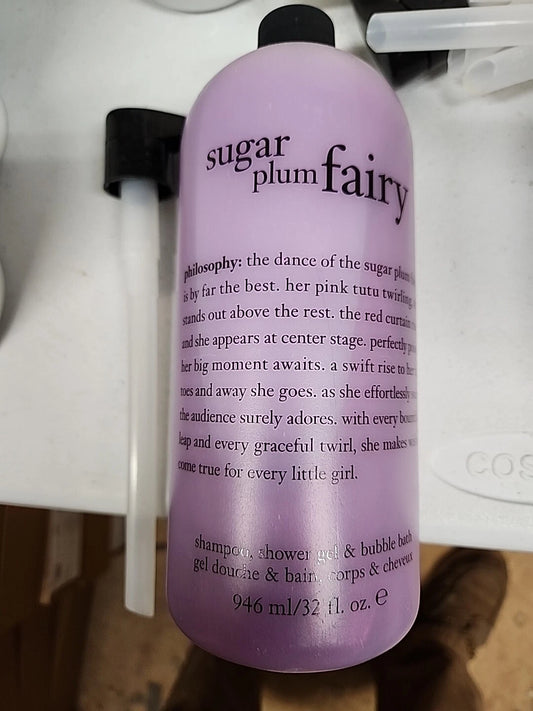 sugar
plum fairy
philosophy: the dance of the sugar plum
is by far the best. her pink tutu twirling,
stands out above the rest. the red curtain
and she appears at center stage. perfectly
her big moment awaits. a swift rise to her
toes and away she goes. as she effortlessly
the audience surely adores. with every
leap and every graceful twirl, she makes
come true for every little girl.
shampoo, shower gel & bubble bath
gel douche & bain, corps & cheveux
946 ml/32 fl. oz. e
COS